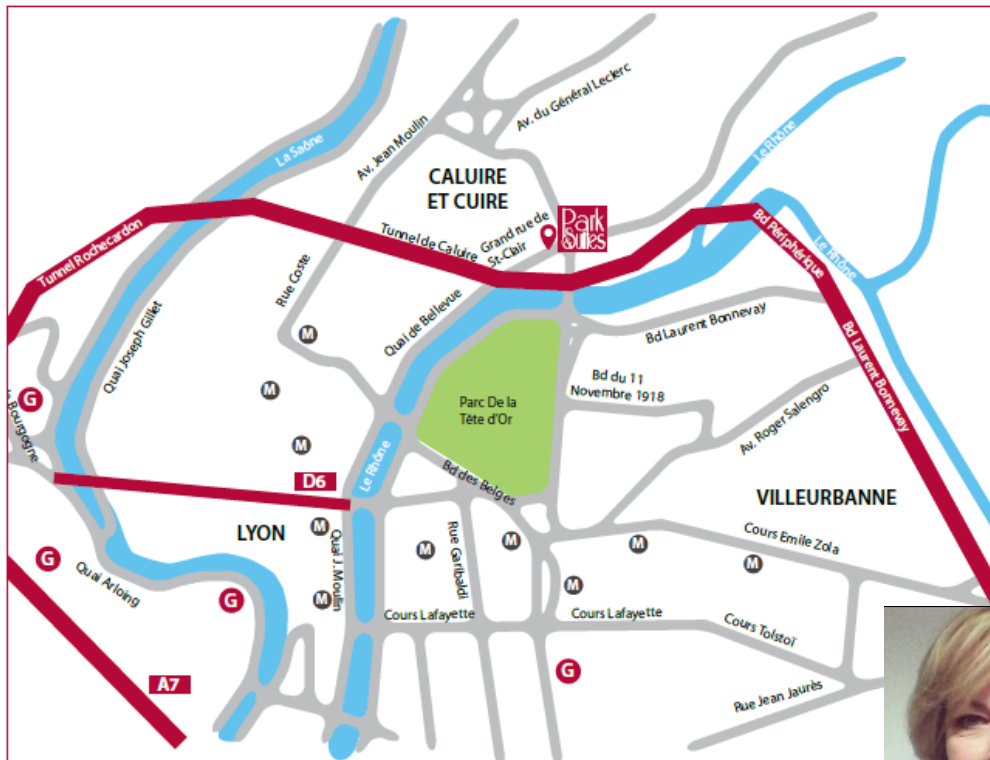 La Saône
Av. Jean Moulin
Av. du Général Leclerc
Le Rhône
CALUIRE
ET CUIRE
Park
Suites
Grand rue de
St-Clair
Tunnel de Caluire
Tunnel Rochecardon
Bd Périphérique
Le Rhône
Rue Coste
Quai de Bellevue
Quai Joseph Gillet
M
Bd Laurent Bonnevay
Bd Laurent Bonnevay
Bd du 11
Novembre 1918
Parc De la
Tête d'Or
Av. Roger Salengro
M
G
Bourgogne
M
Le Rhône
Bd des Belges
D6
VILLEURBANNE
LYON
M
Quai J. Moulin
M
Rue Garibaldi
M
M
Cours Emile Zola
M
G
Quai Arloing
G
M
M
Cours Lafayette
Cours Lafayette
Cours Tolstoï
G
A7
Rue Jean Jaurès